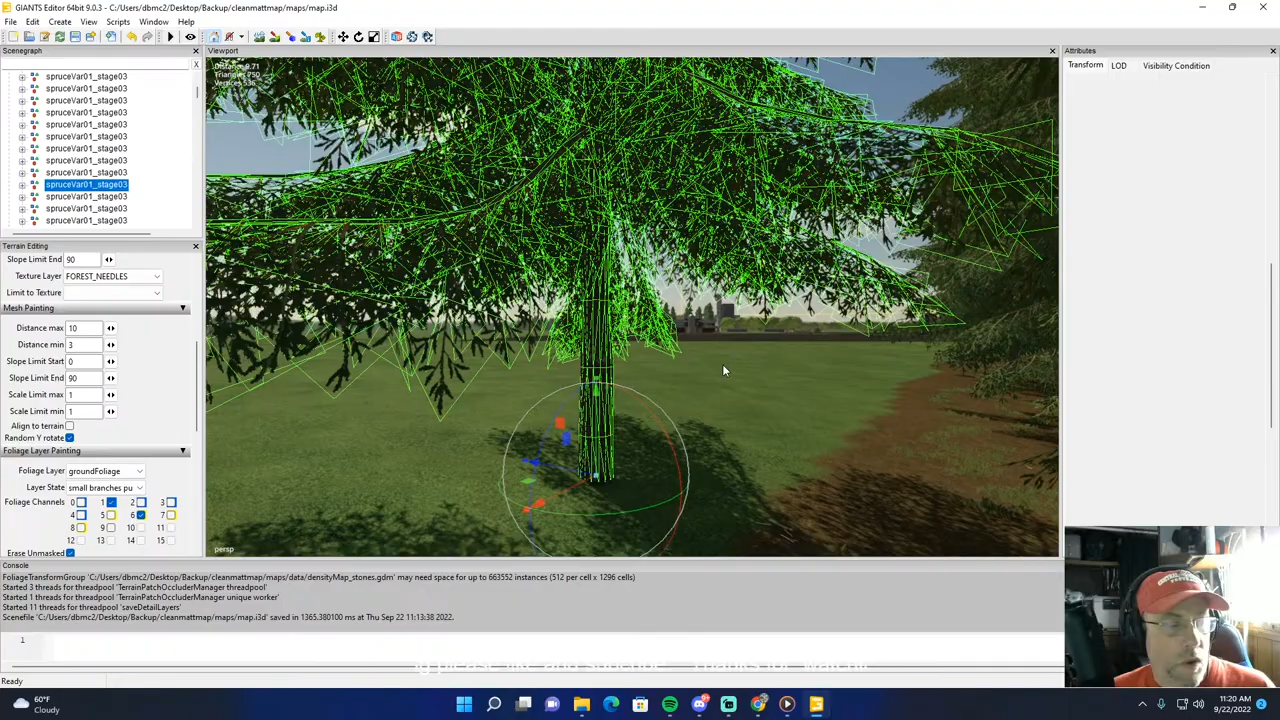 GIANTS Editor 64bit 9.0.3 - C:/Users/dbmc2/Desktop/Backup/cleanmattmap/maps/map.i3d
File Edit Create View Scripts Window Help
Scenegraph
X
spruceVar01_stage03
spruceVar01_stage03
spruceVar01_stage03
spruceVar01_stage03
spruceVar01_stage03
spruceVar01_stage03
spruceVar01_stage03
spruceVar01_stage03
spruceVar01_stage03
spruceVar01_stage03
spruceVar01_stage03
spruceVar01_stage03
spruceVar01_stage03
Terrain Editing
Slope Limit End 90
Texture Layer FOREST_NEEDLES
Limit to Texture
Mesh Painting
Distance max 10
Distance min 3
Slope Limit Start 0
Slope Limit End 90
Scale Limit max 1
Scale Limit min 1
Align to terrain
Random Y rotate
Foliage Layer Painting
Foliage Layer groundFoliage
Layer State small branches pu
Foliage Channels 0 1 2 3
4 5 6 7
8 9 10 11
12 13 14 15
Erase Unmasked
Viewport
persp
Attributes
Transform LOD Visibility Condition
Console
FoliageTransformGroup 'C:/Users/dbmc2/Desktop/Backup/cleanmattmap/maps/data/densityMap_stones.gdm' may need space for up to 663552 instances (512 per cell x 1296 cells)
Started 3 threads for threadpool 'TerrainPatchOccluderManager threadpool'
Started 1 threads for threadpool 'TerrainPatchOccluderManager unique worker'
Started 11 threads for threadpool 'saveDetailLayers'
Scenefile 'C:/Users/dbmc2/Desktop/Backup/cleanmattmap/maps/map.i3d' saved in 1365.380100 ms at Thu Sep 22 11:13:38 2022.
1
Ready
60°F
Cloudy
11:20 AM
9/22/2022